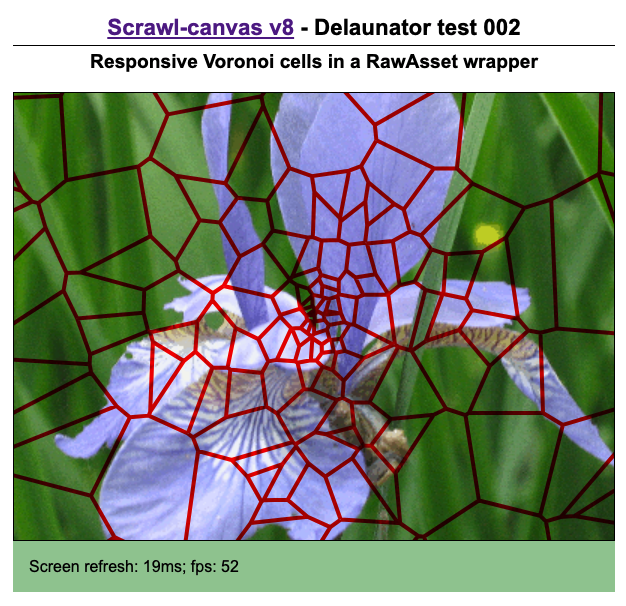 Scrawl-canvas v8 - Delaunator test 002
Responsive Voronoi cells in a RawAsset wrapper
Screen refresh: 19ms; fps: 52